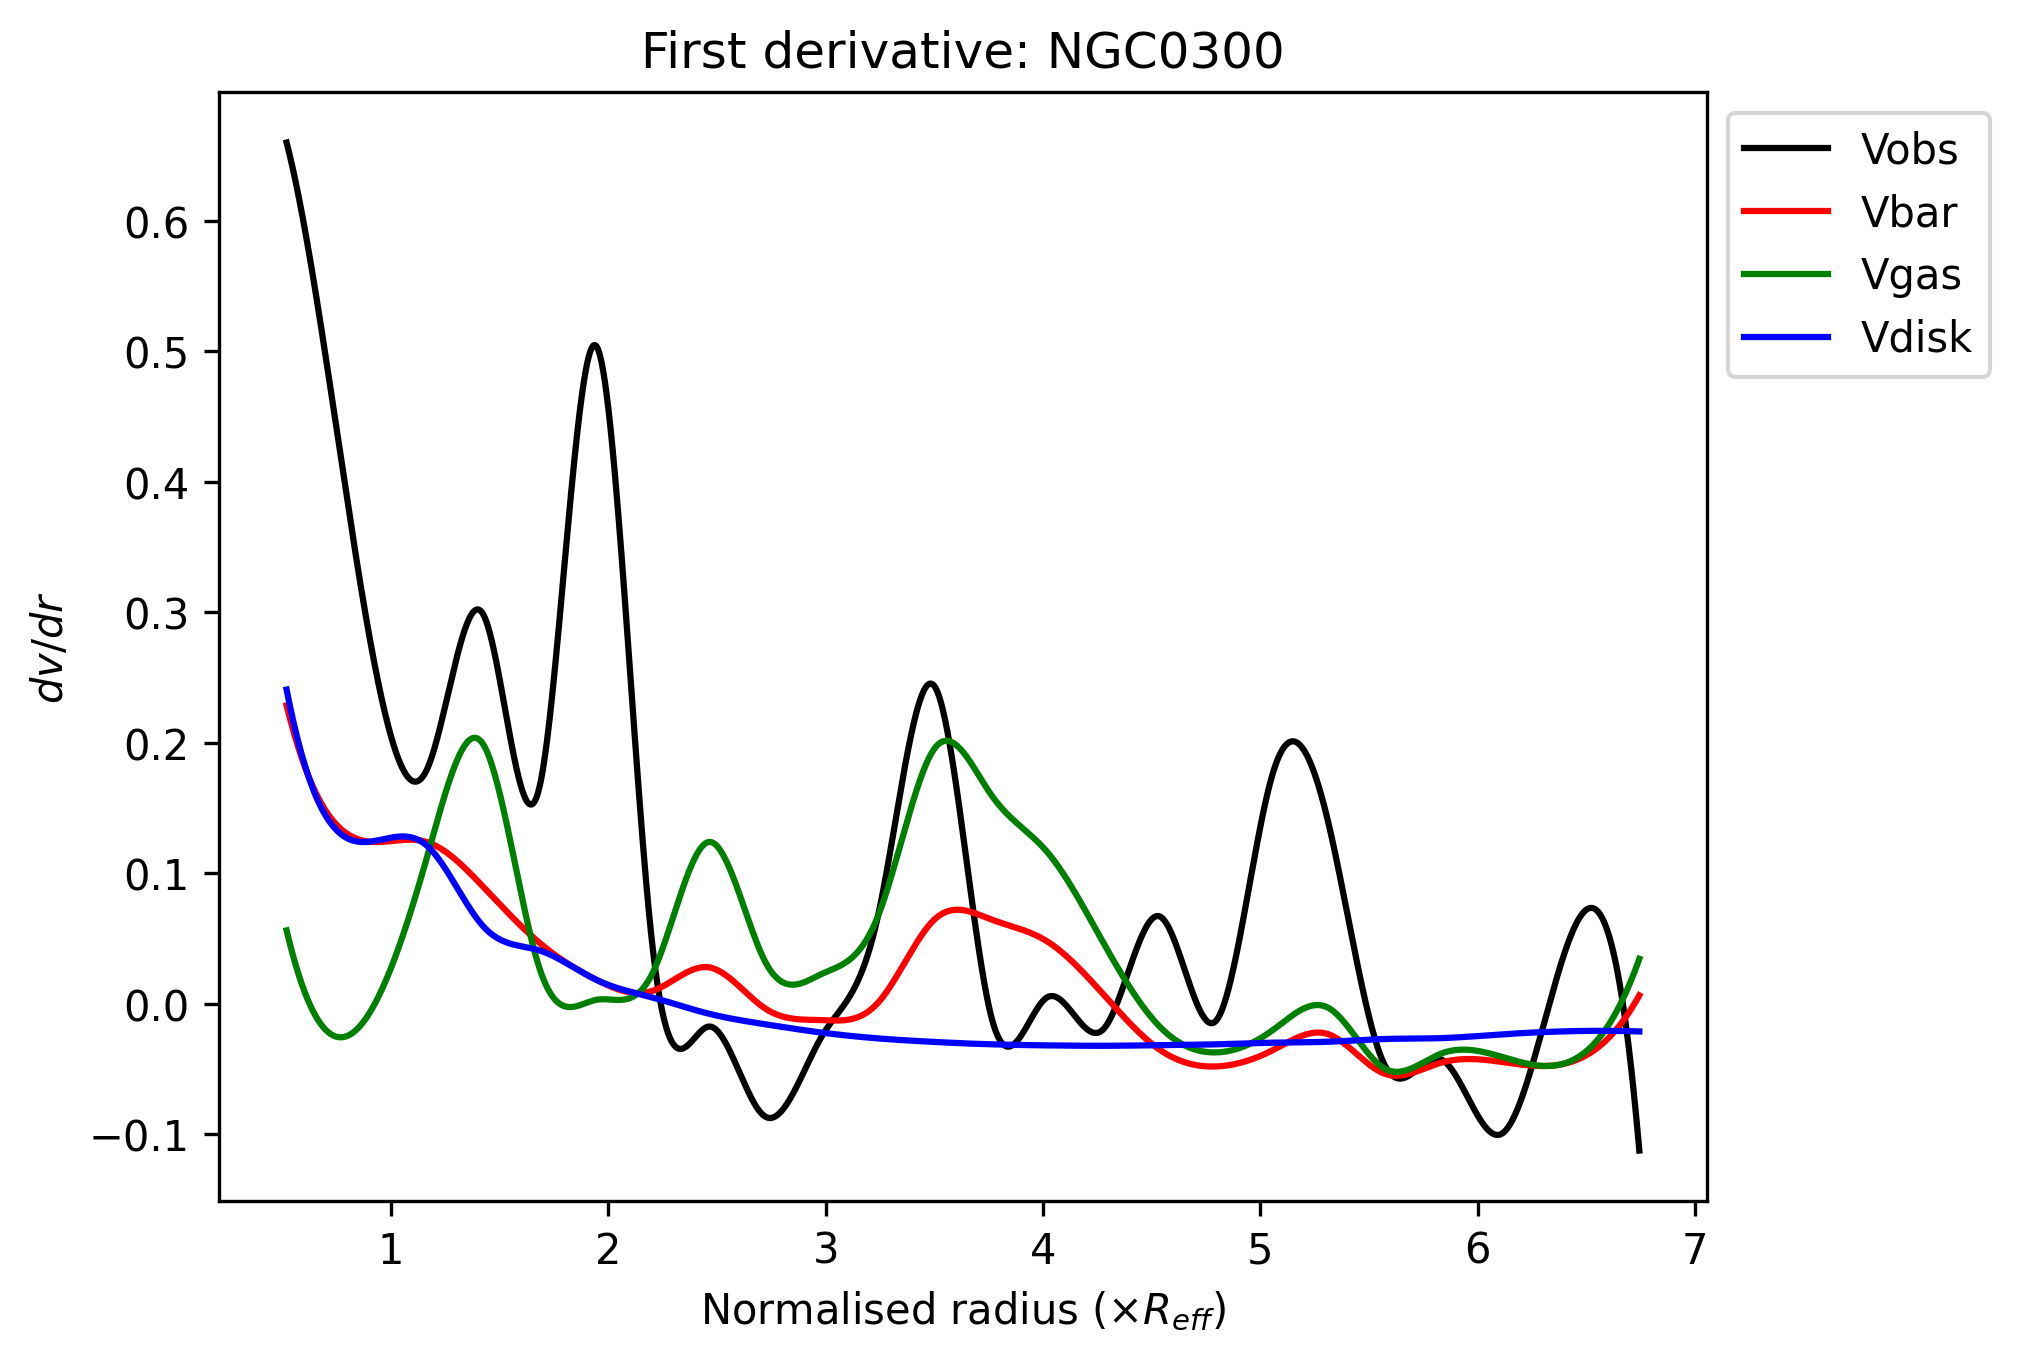 First derivative: NGC0300
Vobs
Vbar
Vgas
Vdisk
0.6
0.5
0.4
0.3
0.2
0.1
0.0
−0.1
dv/dr
1 2 3 4 5 6 7
Normalised radius (×R_eff)